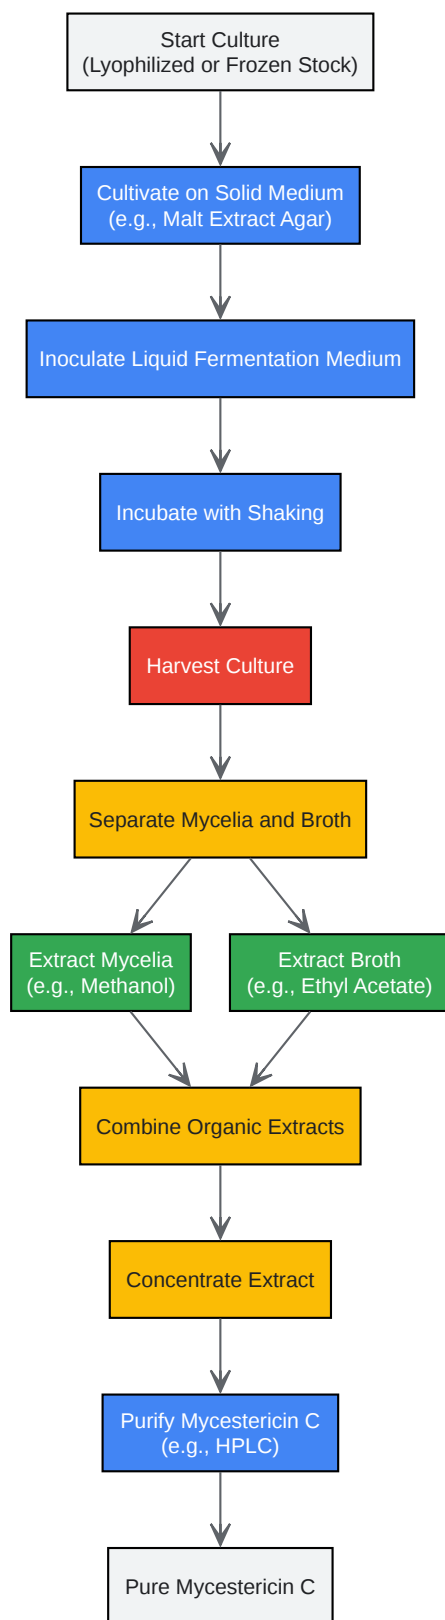 Start Culture
(Lyophilized or Frozen Stock)
Cultivate on Solid Medium
(e.g., Malt Extract Agar)
Inoculate Liquid Fermentation Medium
Incubate with Shaking
Harvest Culture
Separate Mycelia and Broth
Extract Mycelia
(e.g., Methanol)
Extract Broth
(e.g., Ethyl Acetate)
Combine Organic Extracts
Concentrate Extract
Purify Mycestericin C
(e.g., HPLC)
Pure Mycestericin C